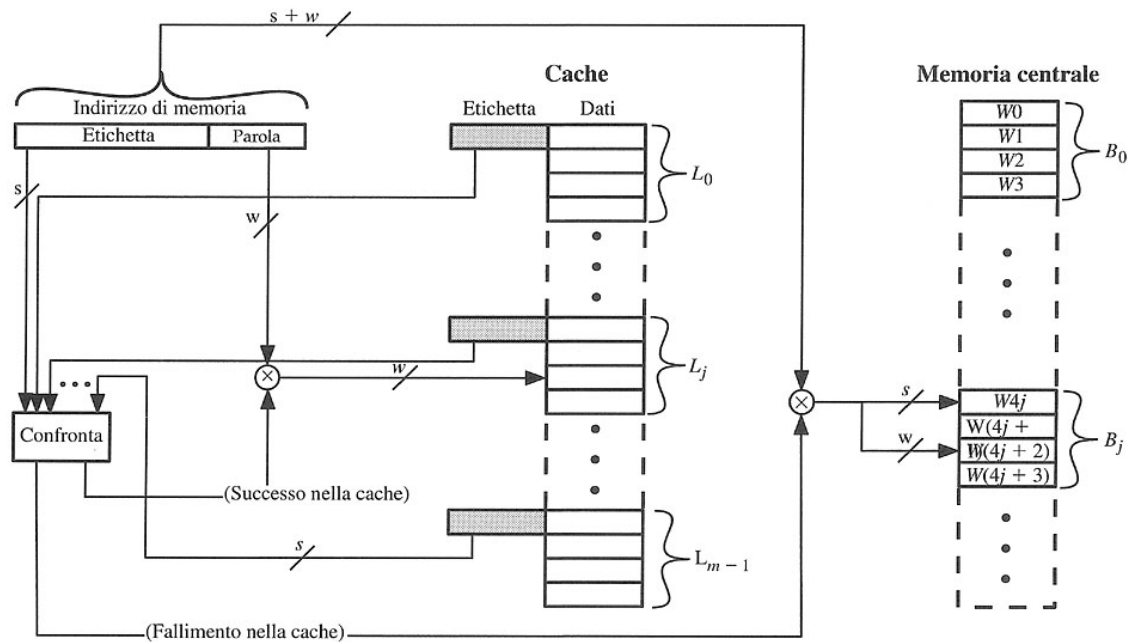 s + w
Cache
Memoria centrale
Indirizzo di memoria
Etichetta
Dati
Etichetta
Parola
W0
W1
W2
W3
B0
L0
s
w
Lj
w
s
w
W4j
W(4j +
W(4j + 2)
W(4j + 3)
Bj
Confronta
(Successo nella cache)
s
Lm – 1
(Fallimento nella cache)